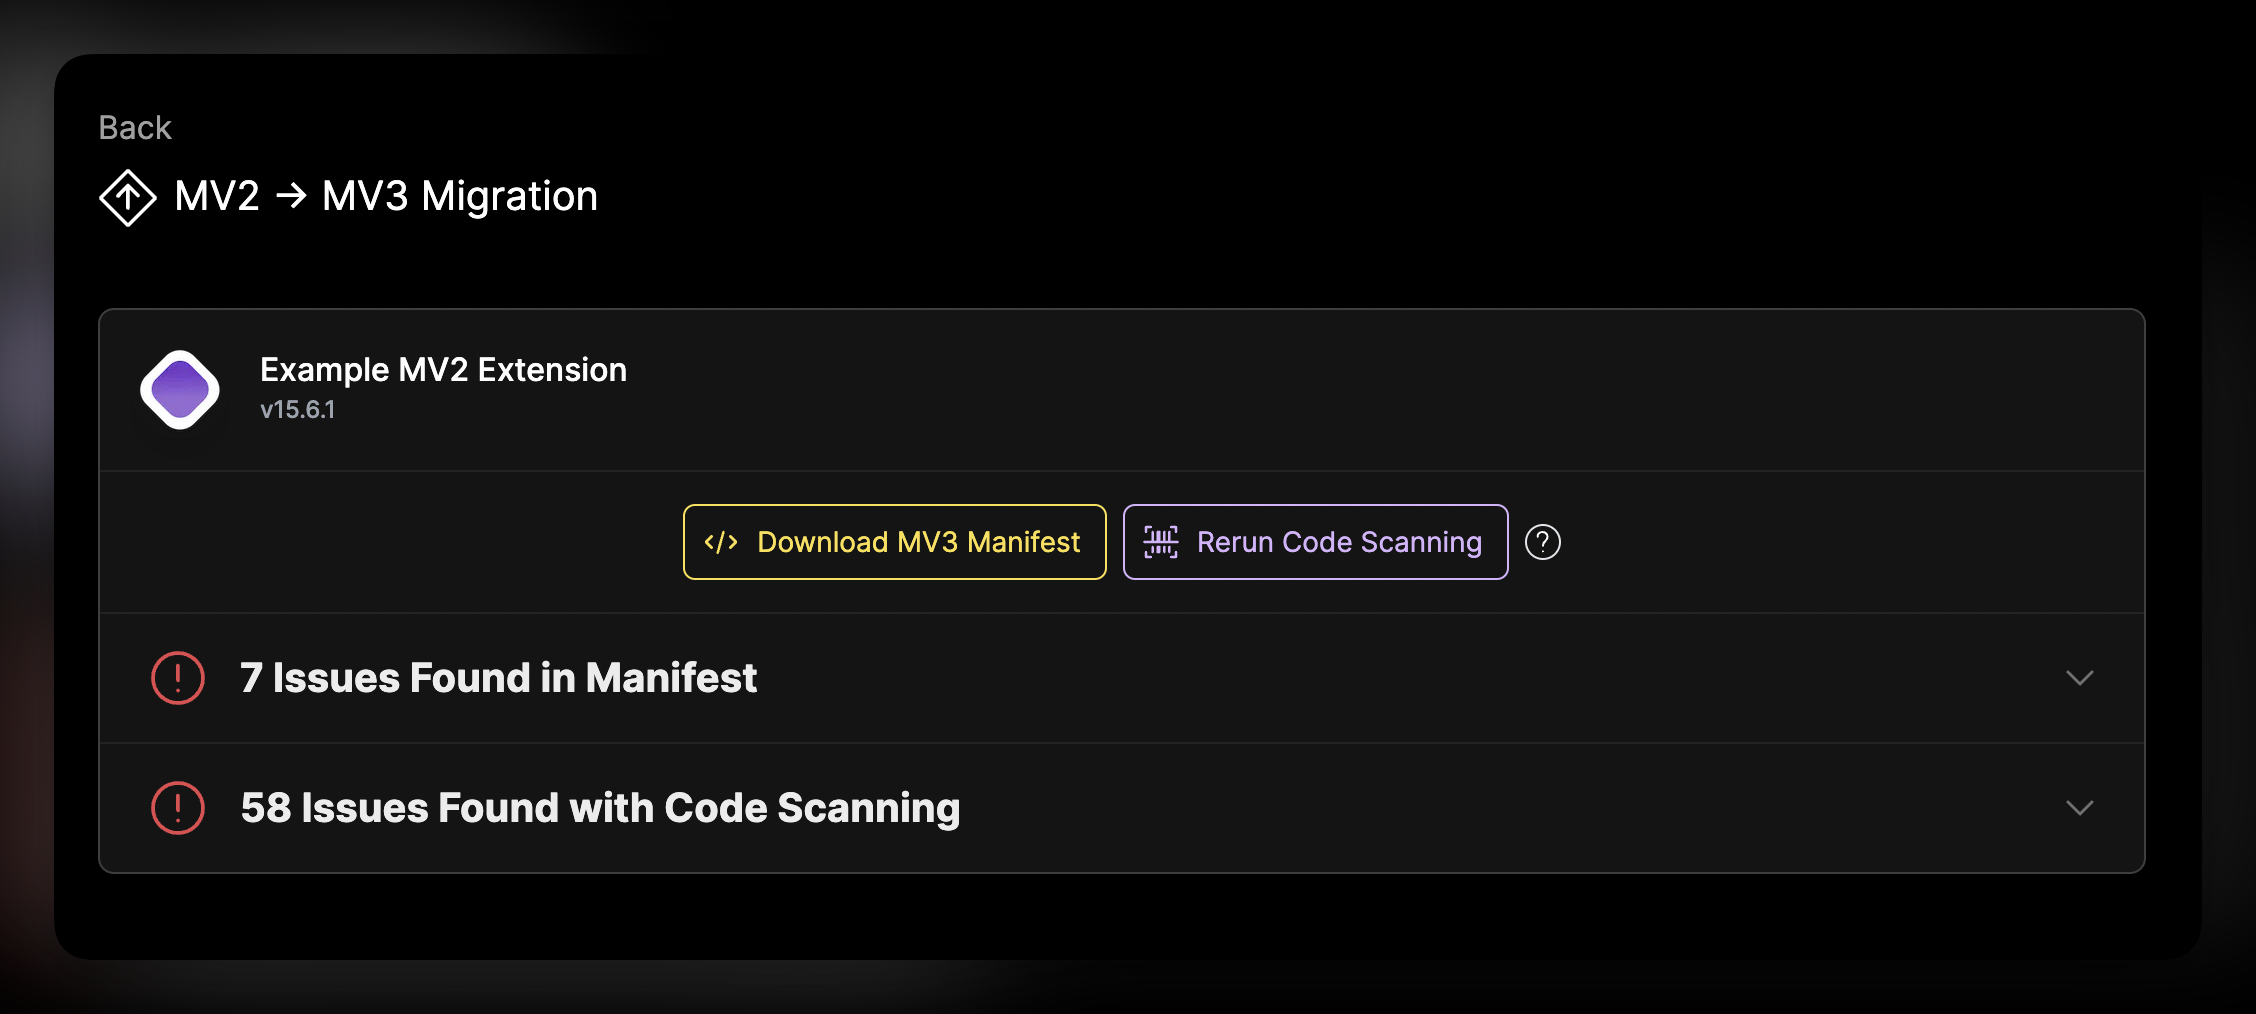 Back
MV2 → MV3 Migration
Example MV2 Extension
v15.6.1
</> Download MV3 Manifest
Rerun Code Scanning
?
7 Issues Found in Manifest
58 Issues Found with Code Scanning